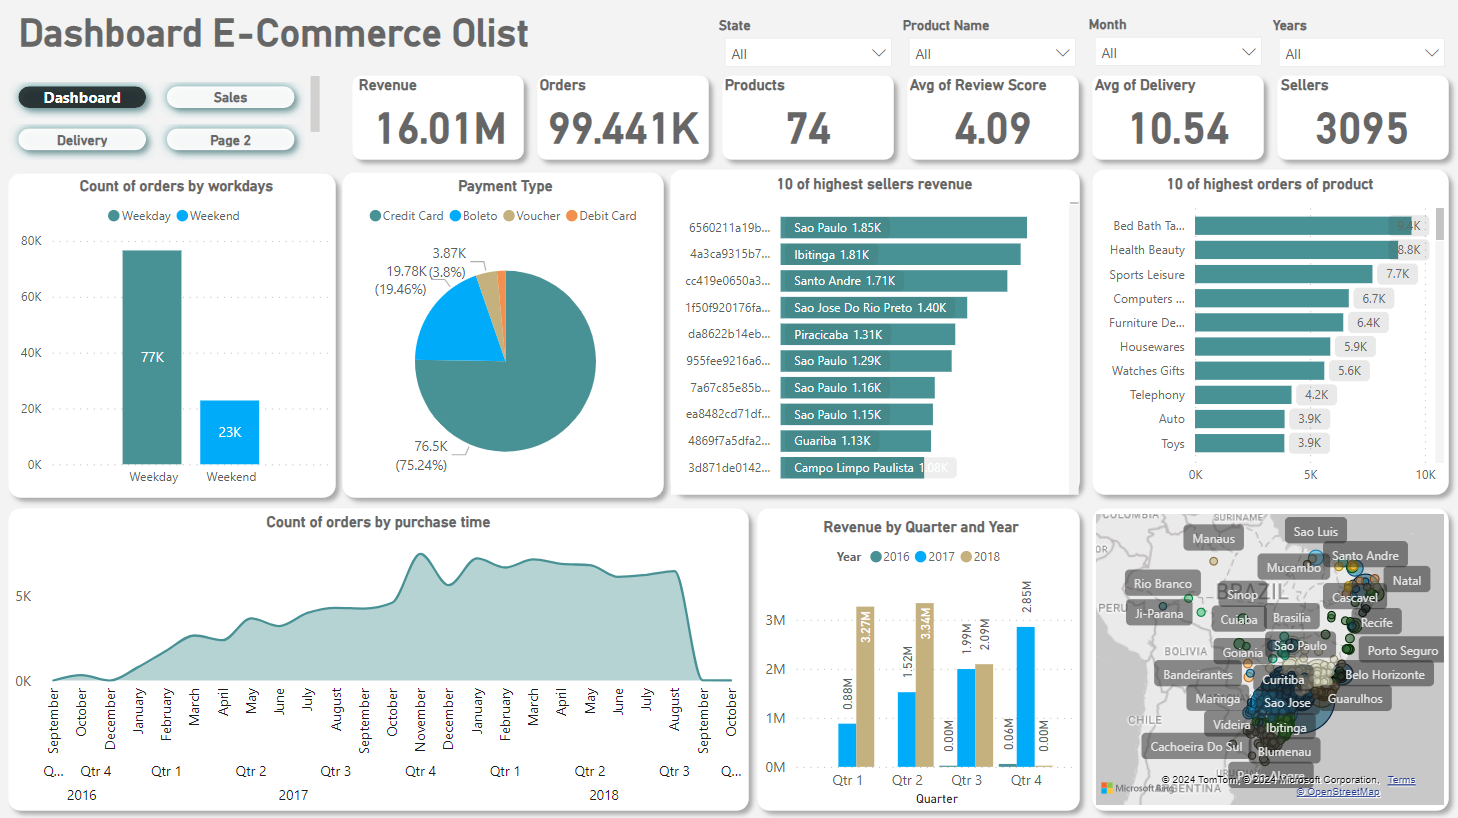 Dashboard E-Commerce Olist
State
All
Product Name
All
Month
All
Years
All
Dashboard
Sales
Delivery
Page 2
Revenue
16.01M
Orders
99.441K
Products
74
Avg of Review Score
4.09
Avg of Delivery
10.54
Sellers
3095
Count of orders by workdays
Weekday Weekend
80K
60K
40K
20K
0K
77K
23K
Weekday
Weekend
Payment Type
Credit Card Boleto Voucher Debit Card
3.87K
(3.8%)
19.78K
(19.46%)
76.5K
(75.24%)
10 of highest sellers revenue
6560211a19b... Sao Paulo 1.85K
4a3ca9315b7... Ibitinga 1.81K
cc419e0650a3... Santo Andre 1.71K
1f50f920176fa... Sao Jose Do Rio Preto 1.40K
da8622b14eb... Piracicaba 1.31K
955fee9216a6... Sao Paulo 1.29K
7a67c85e85b... Sao Paulo 1.16K
ea8482cd71df... Sao Paulo 1.15K
4869f7a5dfa2... Guariba 1.13K
3d871de0142... Campo Limpo Paulista 1.08K
10 of highest orders of product
Bed Bath Ta... 9.4K
Health Beauty 8.8K
Sports Leisure 7.7K
Computers ... 6.7K
Furniture De... 6.4K
Housewares 5.9K
Watches Gifts 5.6K
Telephony 4.2K
Auto 3.9K
Toys 3.9K
0K 5K 10K
Count of orders by purchase time
5K
0K
September October December January February March April May June July August September October November December January February March April May June July August September October
Q... Qtr 4 Qtr 1 Qtr 2 Qtr 3 Qtr 4 Qtr 1 Qtr 2 Qtr 3 Q...
2016 2017 2018
Revenue by Quarter and Year
Year 2016 2017 2018
3M
2M
1M
0M
0.88M
3.27M
1.52M
3.34M
0.00M
1.99M
2.09M
0.06M
2.85M
0.00M
Qtr 1 Qtr 2 Qtr 3 Qtr 4
Quarter
COLOMBIA
SURINAME
Sao Luis
Manaus
Santo Andre
Mucambo
Natal
Rio Branco
BRAZIL
Sinop
Cascavel
PERU
Ji-Parana
Cuiaba
Brasilia
Recife
BOLIVIA
Goiania
Sao Paulo
Porto Seguro
Bandeirantes
Curitiba
Belo Horizonte
Maringa
Sao Jose
Guarulhos
CHILE
Videira
Ibitinga
Cachoeira Do Sul
Blumenau
Porto Alegre
ARGENTINA
Microsoft Bing
© 2024 TomTom, © 2024 Microsoft Corporation, Terms
© OpenStreetMap